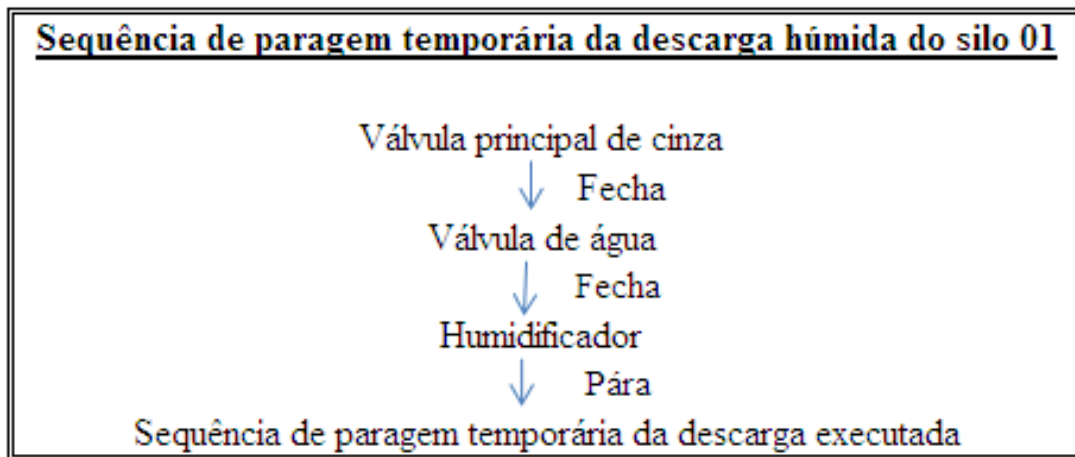 Sequência de paragem temporária da descarga húmida do silo 01
Válvula principal de cinza
Fecha
Válvula de água
Fecha
Humidificador
Pára
Sequência de paragem temporária da descarga executada